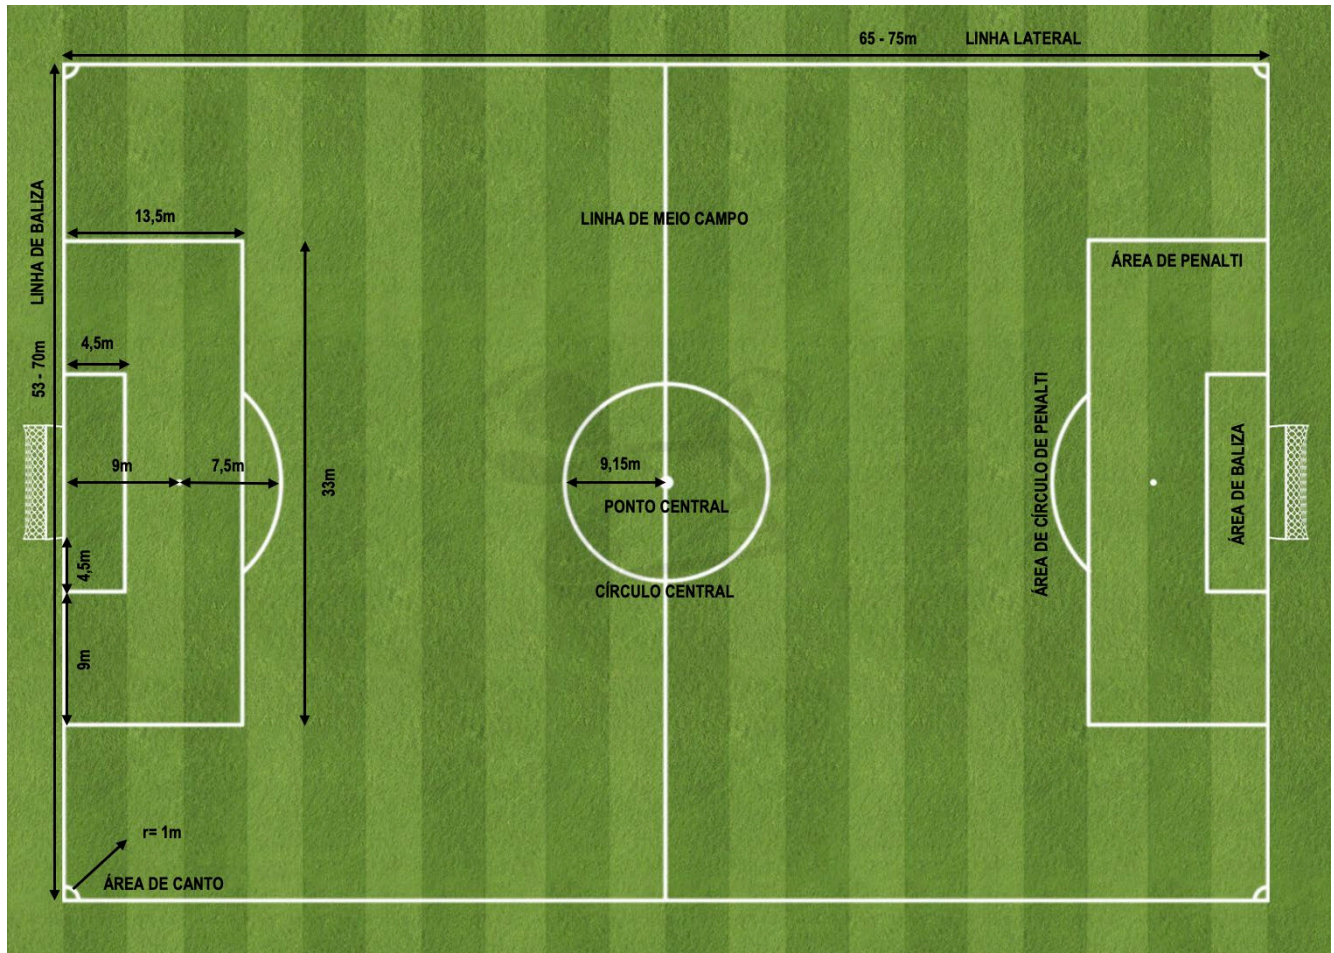 65 - 75m LINHA LATERAL
LINHA DE BALIZA
53 - 70m
13,5m
LINHA DE MEIO CAMPO
ÁREA DE PENALTI
4,5m
9m
7,5m
33m
9,15m
PONTO CENTRAL
CÍRCULO CENTRAL
ÁREA DE CÍRCULO DE PENALTI
ÁREA DE BALIZA
4,5m
9m
r= 1m
ÁREA DE CANTO